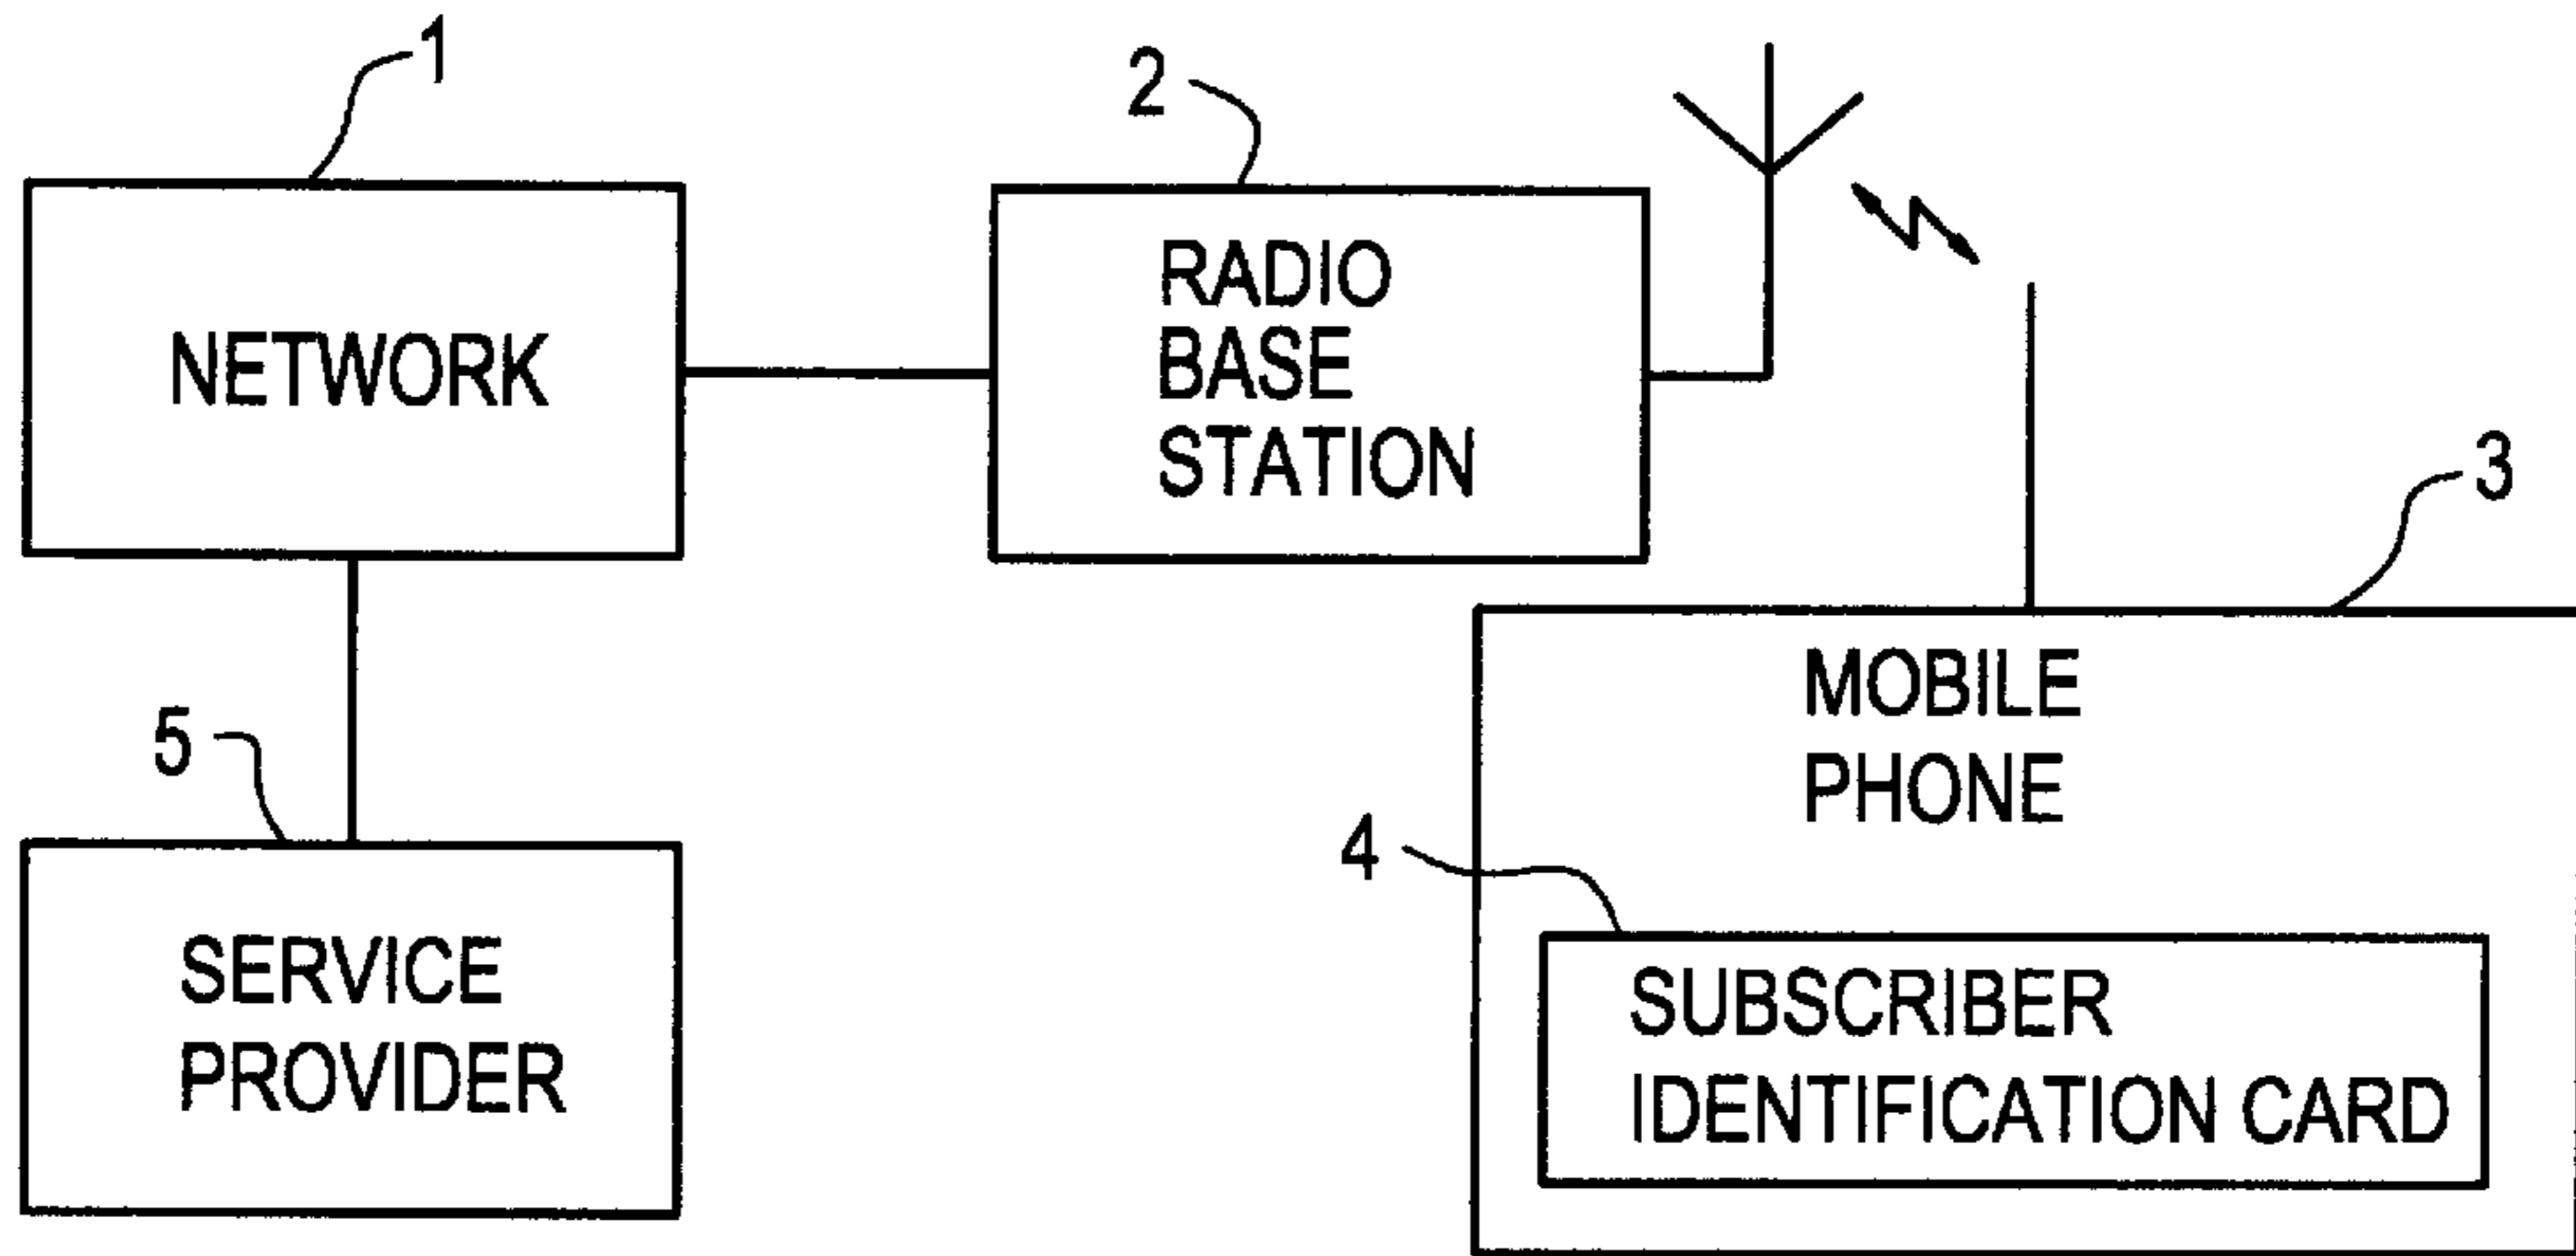 1
2
NETWORK
RADIO
BASE
STATION
3
MOBILE
PHONE
5
4
SERVICE
PROVIDER
SUBSCRIBER
IDENTIFICATION CARD